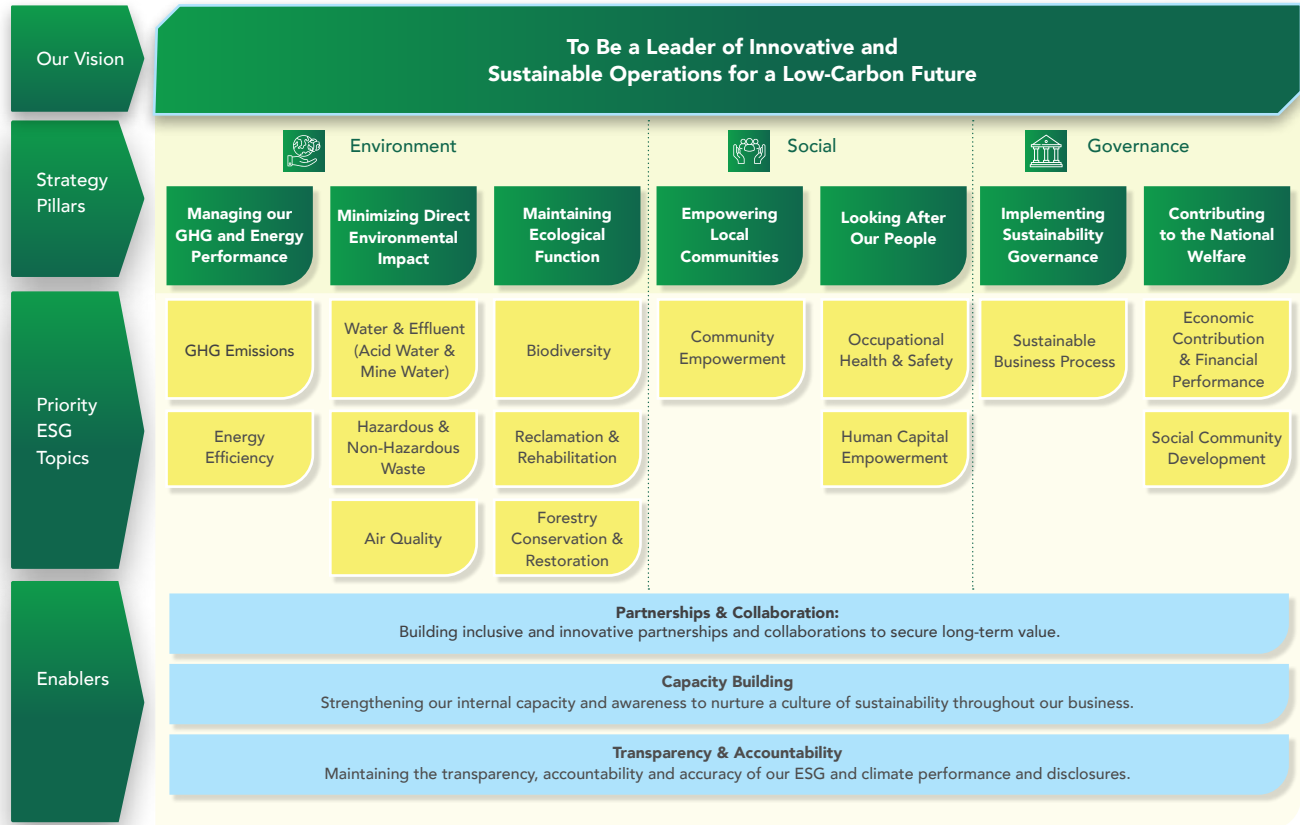 Our Vision
To Be a Leader of Innovative and
Sustainable Operations for a Low-Carbon Future
Strategy
Pillars
Environment
Social
Governance
Managing our
GHG and Energy
Performance
Minimizing Direct
Environmental
Impact
Maintaining
Ecological
Function
Empowering
Local
Communities
Looking After
Our People
Implementing
Sustainability
Governance
Contributing
to the National
Welfare
Priority
ESG
Topics
GHG Emissions
Water & Effluent
(Acid Water &
Mine Water)
Biodiversity
Community
Empowerment
Occupational
Health & Safety
Sustainable
Business Process
Economic
Contribution
& Financial
Performance
Energy
Efficiency
Hazardous &
Non-Hazardous
Waste
Reclamation &
Rehabilitation
Human Capital
Empowerment
Social Community
Development
Air Quality
Forestry
Conservation &
Restoration
Enablers
Partnerships & Collaboration:
Building inclusive and innovative partnerships and collaborations to secure long-term value.
Capacity Building
Strengthening our internal capacity and awareness to nurture a culture of sustainability throughout our business.
Transparency & Accountability
Maintaining the transparency, accountability and accuracy of our ESG and climate performance and disclosures.